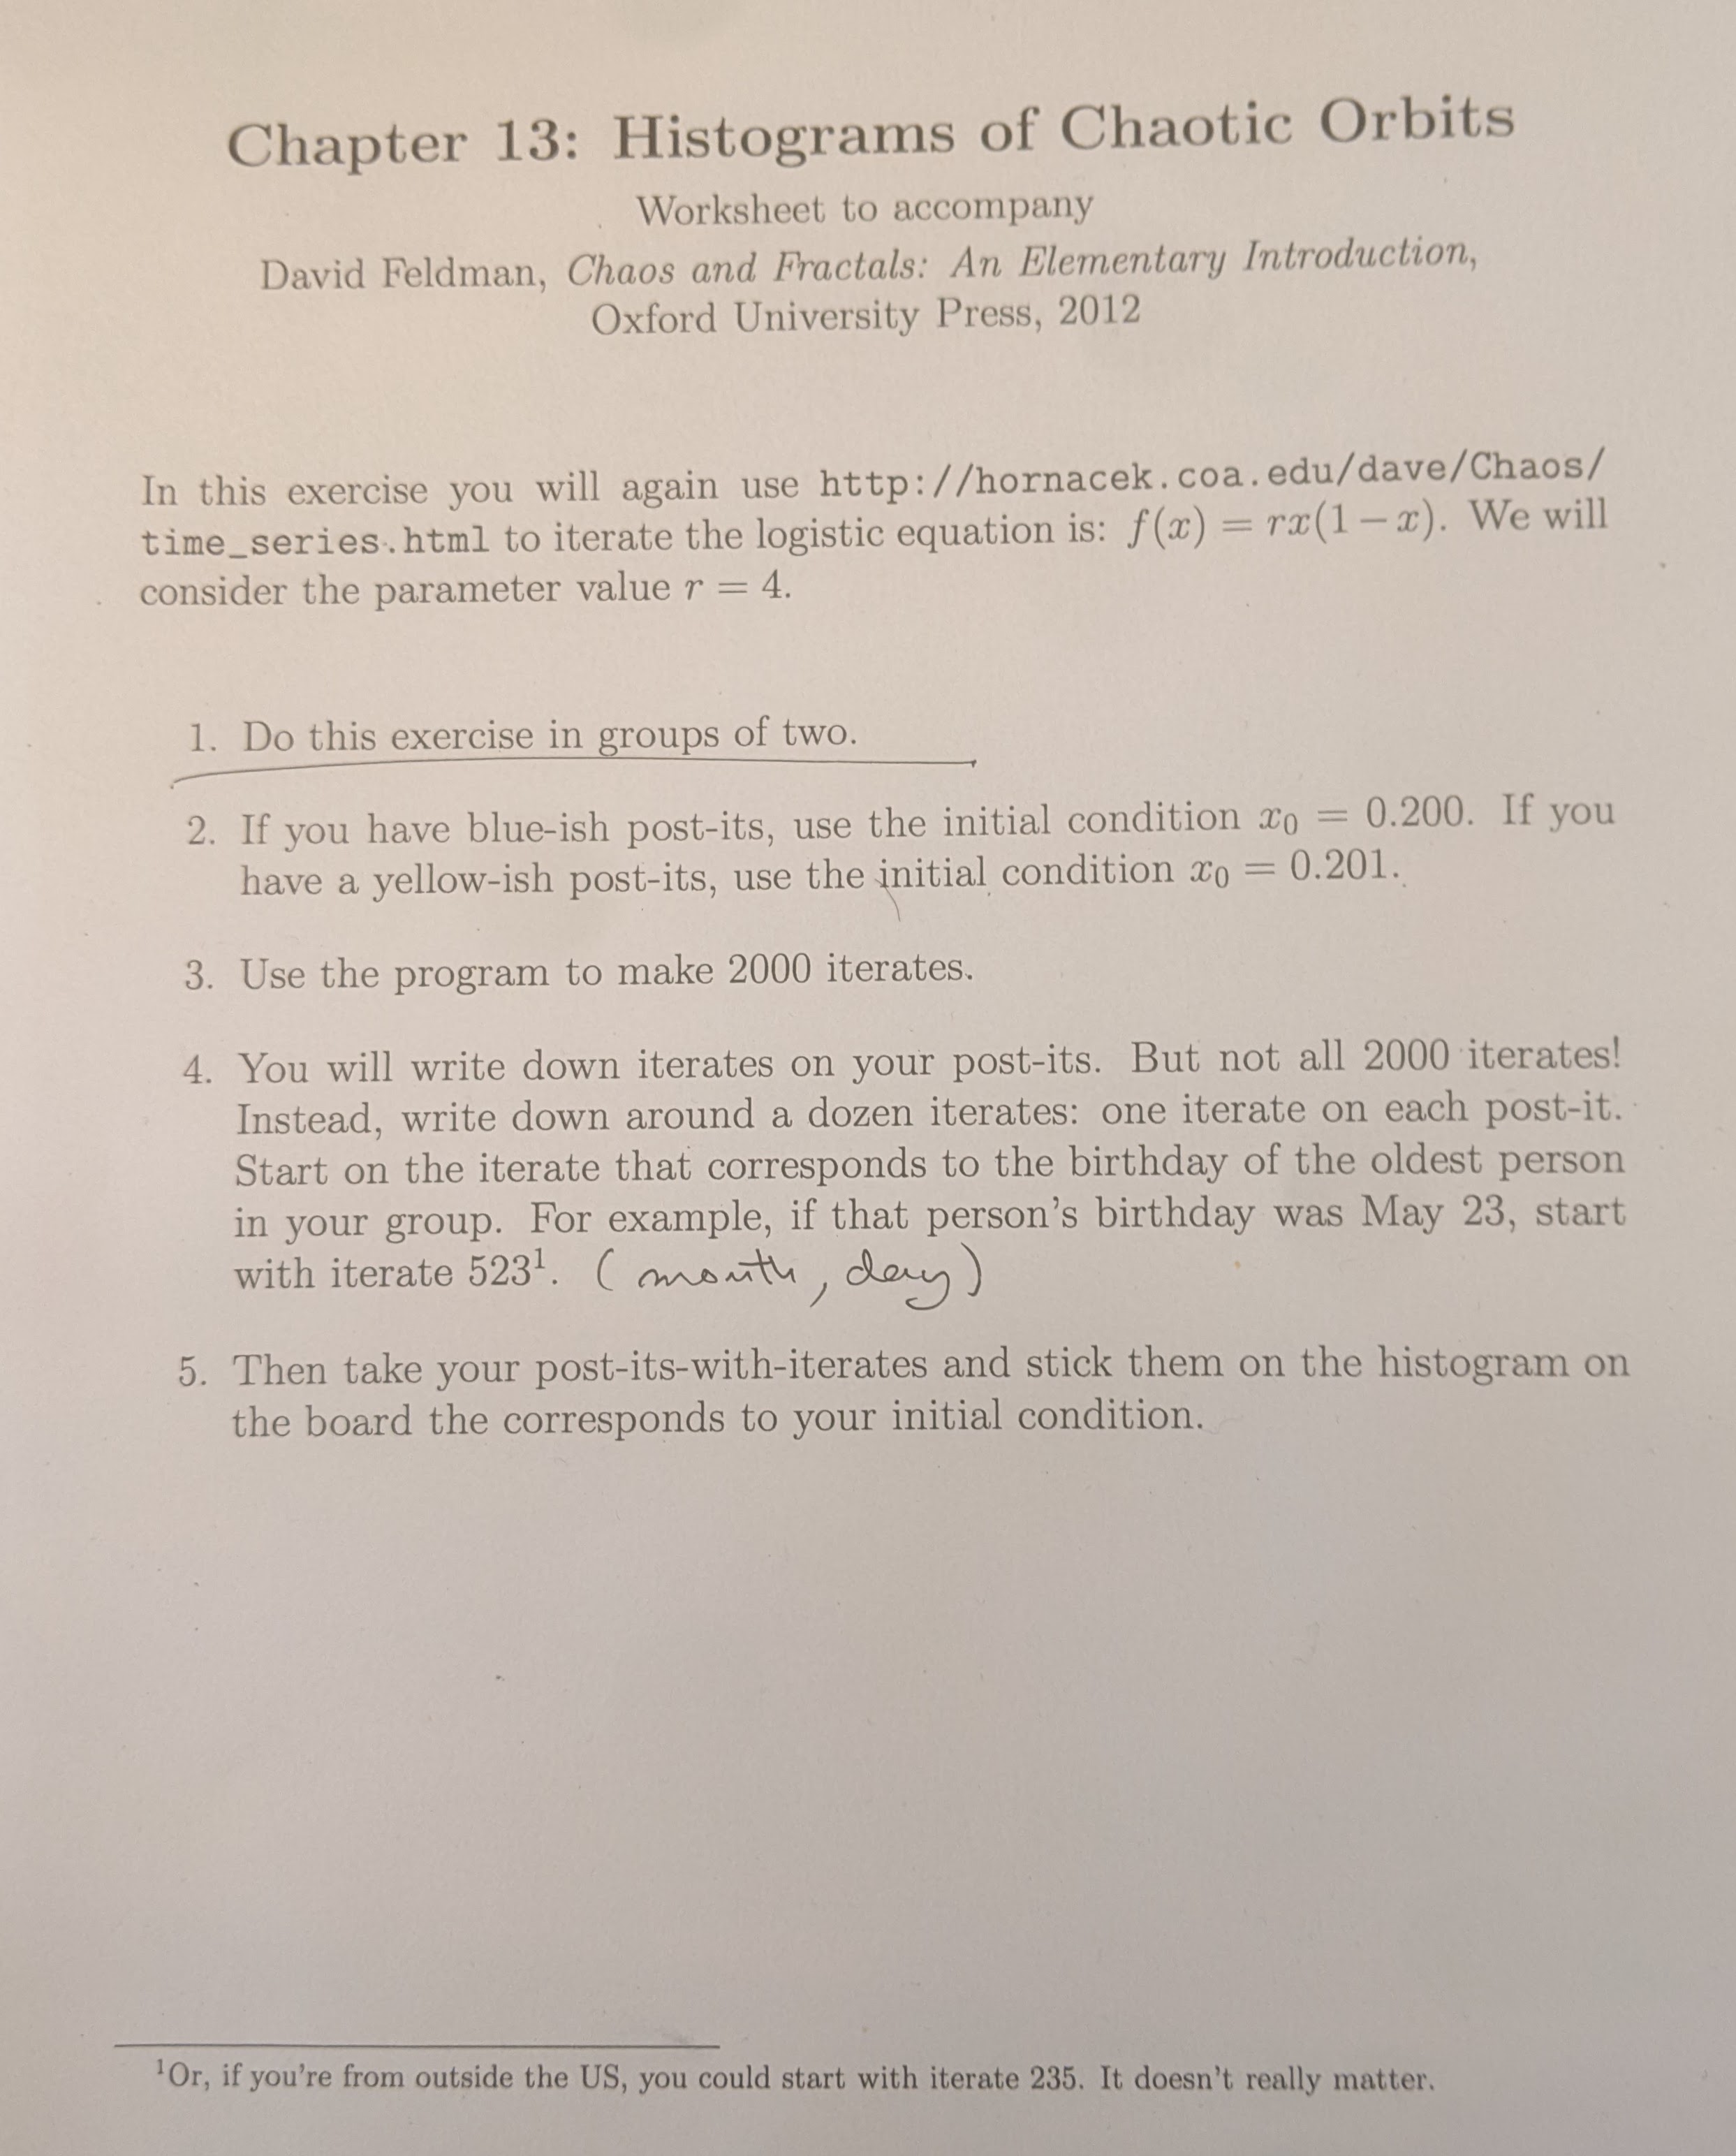 Chapter 13: Histograms of Chaotic Orbits
Worksheet to accompany
David Feldman, Chaos and Fractals: An Elementary Introduction,
Oxford University Press, 2012
In this exercise you will again use http://hornacek.coa.edu/dave/Chaos/
time_series.html to iterate the logistic equation is: f(x) = rx(1 − x). We will
consider the parameter value r = 4.
1. Do this exercise in groups of two.
2. If you have blue-ish post-its, use the initial condition x₀ = 0.200. If you
have a yellow-ish post-its, use the initial condition x₀ = 0.201.
3. Use the program to make 2000 iterates.
4. You will write down iterates on your post-its. But not all 2000 iterates!
Instead, write down around a dozen iterates: one iterate on each post-it.
Start on the iterate that corresponds to the birthday of the oldest person
in your group. For example, if that person's birthday was May 23, start
with iterate 523¹. (month, day)
5. Then take your post-its-with-iterates and stick them on the histogram on
the board the corresponds to your initial condition.
¹Or, if you're from outside the US, you could start with iterate 235. It doesn't really matter.